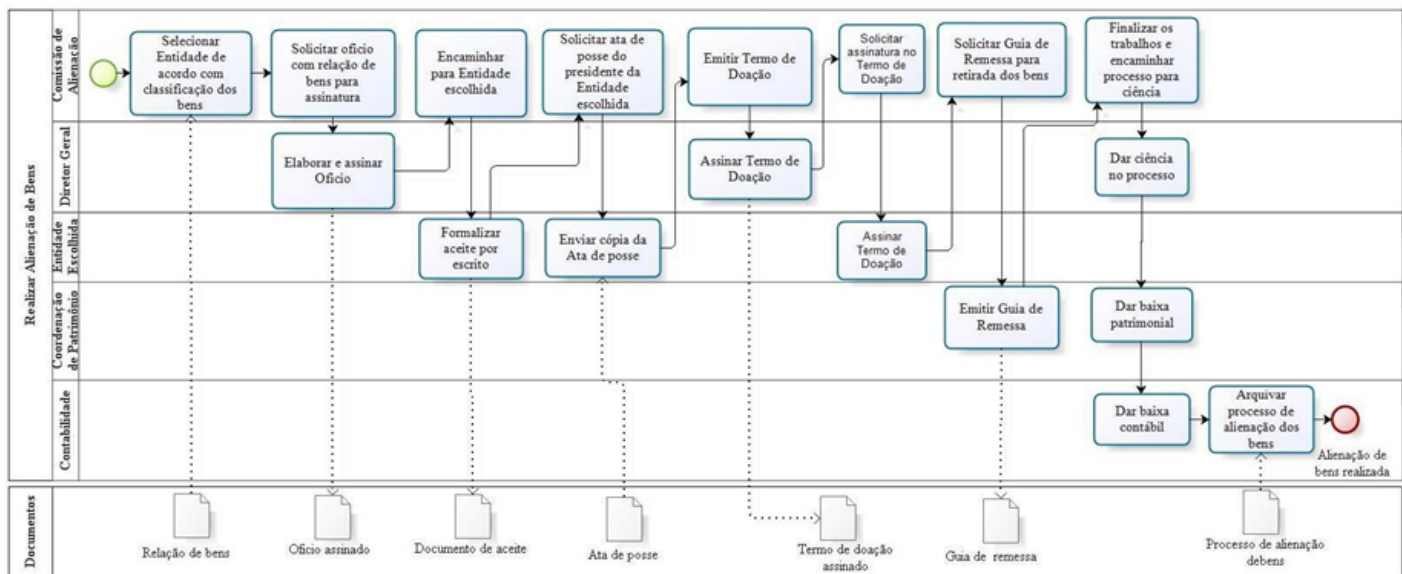 Realizar Alienação de Bens
Comissão de
Alienação
Selecionar
Entidade de
acordo com
classificação dos
bens
Solicitar oficio
com relação de
bens para
assinatura
Encaminhar
para Entidade
escolhida
Solicitar ata de
posse do
presidente da
Entidade
escolhida
Emitir Termo de
Doação
Solicitar
assinatura no
Termo de
Doação
Solicitar Guia de
Remessa para
retirada dos bens
Finalizar os
trabalhos e
encaminhar
processo para
ciência
Diretor Geral
Elaborar e assinar
Oficio
Assinar Termo de
Doação
Dar ciência
no processo
Entidade
Escolhida
Formalizar
aceite por
escrito
Enviar cópia da
Ata de posse
Assinar
Termo de
Doação
Coordenação
de Patrimônio
Emitir Guia de
Remessa
Dar baixa
patrimonial
Contabilidade
Dar baixa
contábil
Arquivar
processo de
alienação dos
bens
Alienação de
bens realizada
Documentos
Relação de bens
Oficio assinado
Documento de aceite
Ata de posse
Termo de doação
assinado
Guia de remessa
Processo de alienação
debens